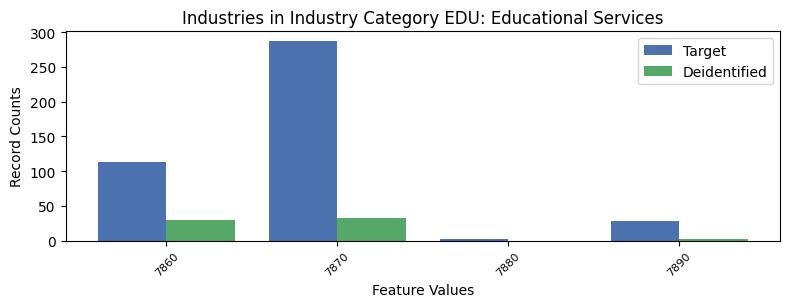 Industries in Industry Category EDU: Educational Services
Target
Deidentified
Record Counts
300
250
200
150
100
50
0
7860 7870 7880 7890
Feature Values